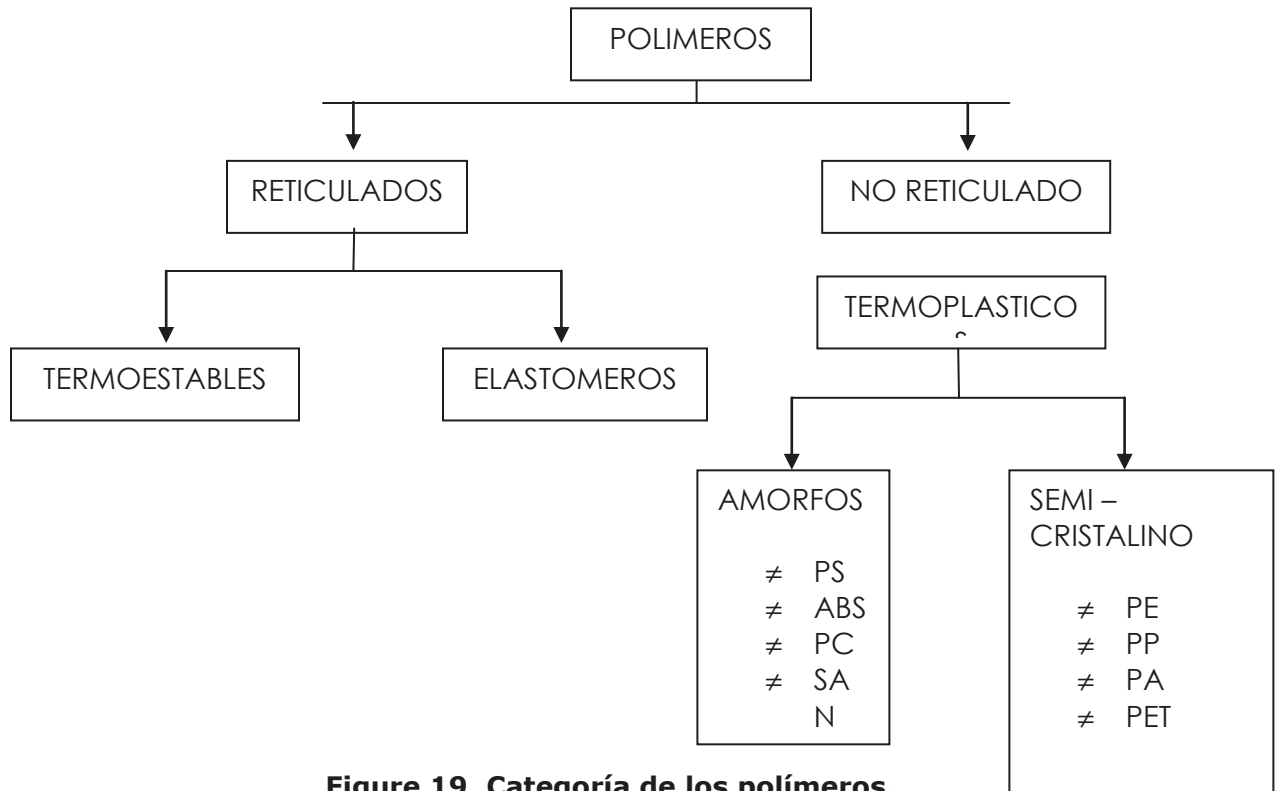 POLIMEROS
RETICULADOS
NO RETICULADO
TERMOPLASTICO
S
TERMOESTABLES
ELASTOMEROS
AMORFOS
≠ PS
≠ ABS
≠ PC
≠ SA
N
SEMI –
CRISTALINO
≠ PE
≠ PP
≠ PA
≠ PET
Figure 19. Categoría de los polímeros